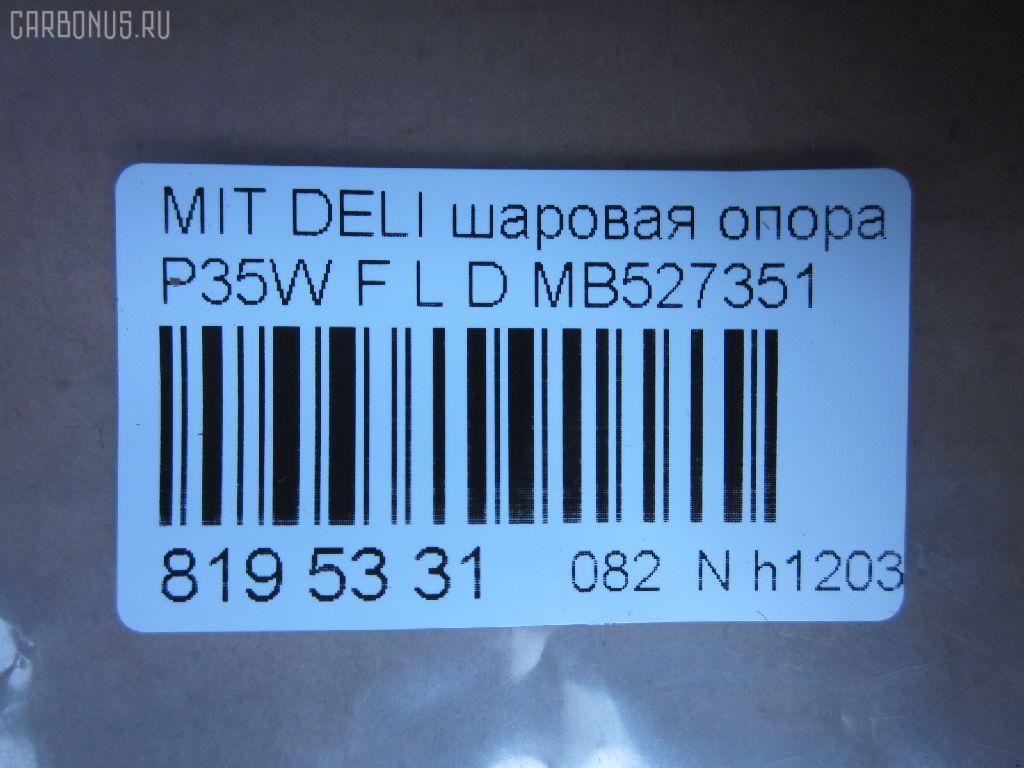 CARBONUS.RU
MIT DELI шаровая опора
P35W F L D MB527351
819 53 31 082 N h1203